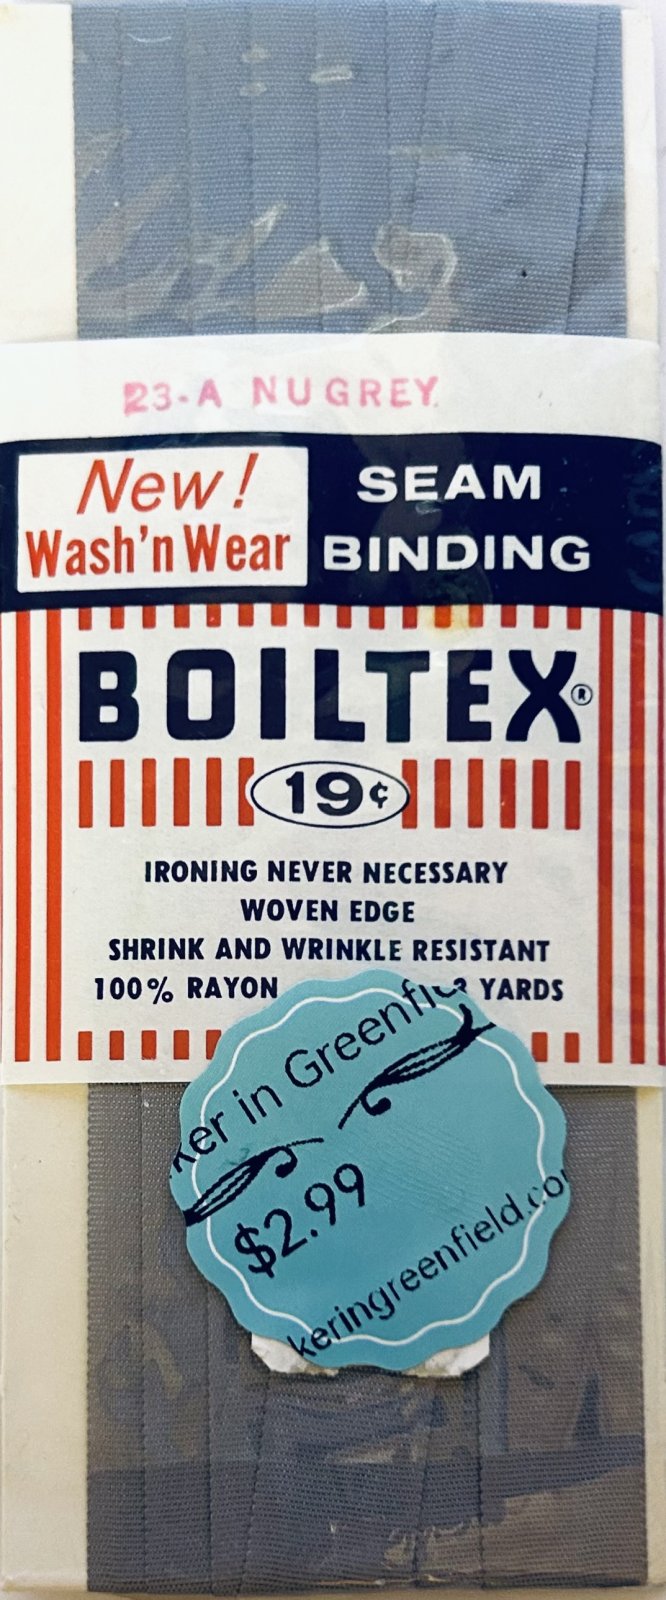 23-A NUGREY
New!
Wash'n Wear
SEAM
BINDING
BOILTEX®
19¢
IRONING NEVER NECESSARY
WOVEN EDGE
SHRINK AND WRINKLE RESISTANT
100% RAYON YARDS
ker in Greenfie
$2.99
keringreenfield.co